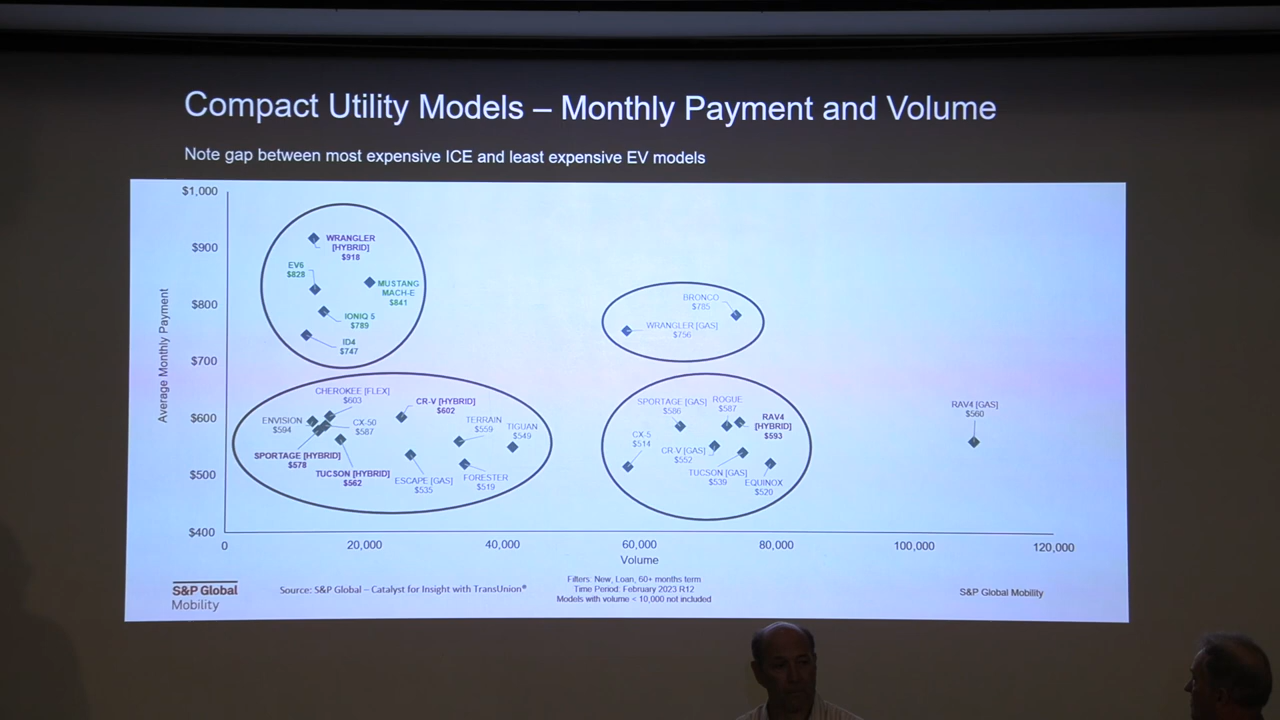 Compact Utility Models – Monthly Payment and Volume
Note gap between most expensive ICE and least expensive EV models
$1,000
$900
$800
$700
$600
$500
$400
Average Monthly Payment
WRANGLER
[HYBRID]
$918
EV6
$828
MUSTANG
MACH-E
$841
IONIQ 5
$789
ID4
$747
BRONCO
$785
WRANGLER [GAS]
$756
CHEROKEE [FLEX]
$603
CR-V [HYBRID]
$602
ENVISION
$594
CX-50
$587
TERRAIN
$559
TIGUAN
$549
SPORTAGE [HYBRID]
$578
TUCSON [HYBRID]
$562
ESCAPE [GAS]
$535
FORESTER
$519
SPORTAGE [GAS]
$586
ROGUE
$587
RAV4
[HYBRID]
$593
CX-5
$514
CR-V [GAS]
$552
TUCSON [GAS]
$539
EQUINOX
$520
RAV4 [GAS]
$560
0
20,000
40,000
60,000
80,000
100,000
120,000
Volume
S&P Global
Mobility
Source: S&P Global – Catalyst for Insight with TransUnion®
Filters: New, Loan, 60+ months term
Time Period: February 2023 R12
Models with volume < 10,000 not included
S&P Global Mobility